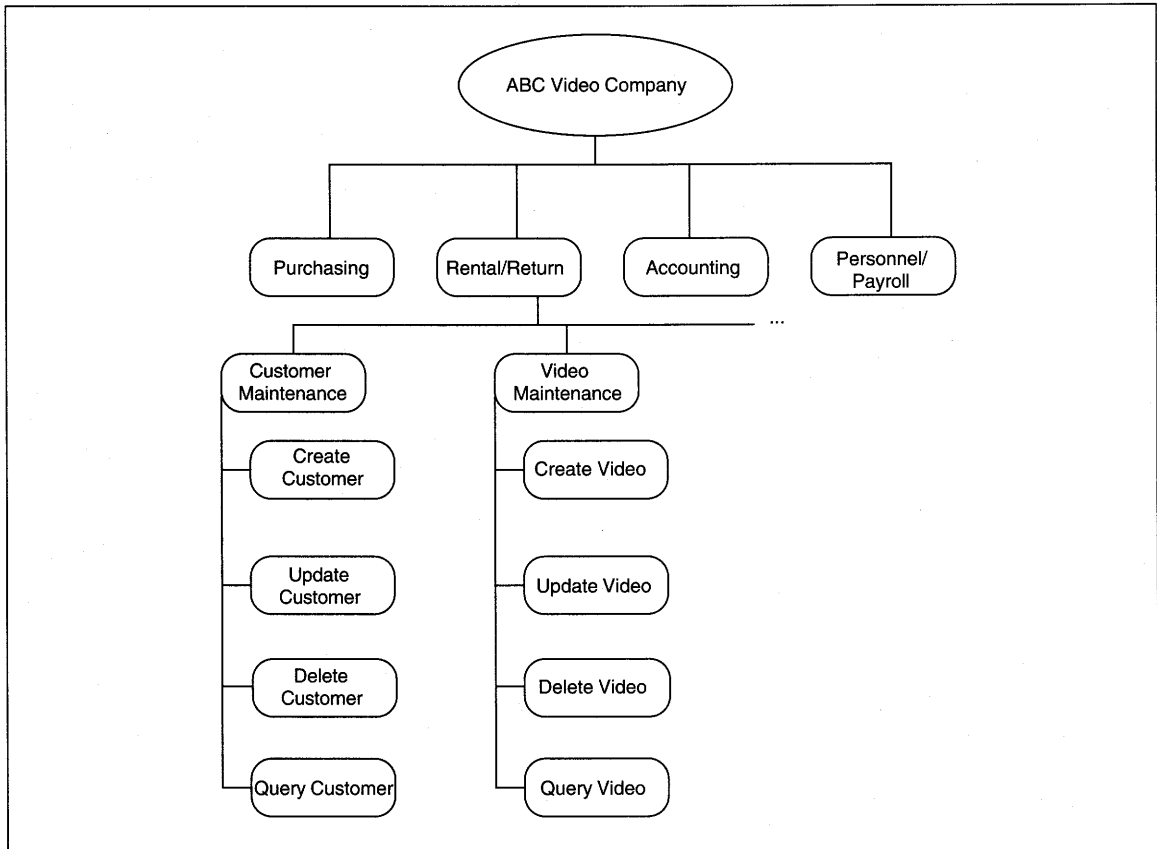 ABC Video Company
Purchasing
Rental/Return
Accounting
Personnel/
Payroll
...
Customer
Maintenance
Video
Maintenance
Create
Customer
Create Video
Update
Customer
Update Video
Delete
Customer
Delete Video
Query Customer
Query Video